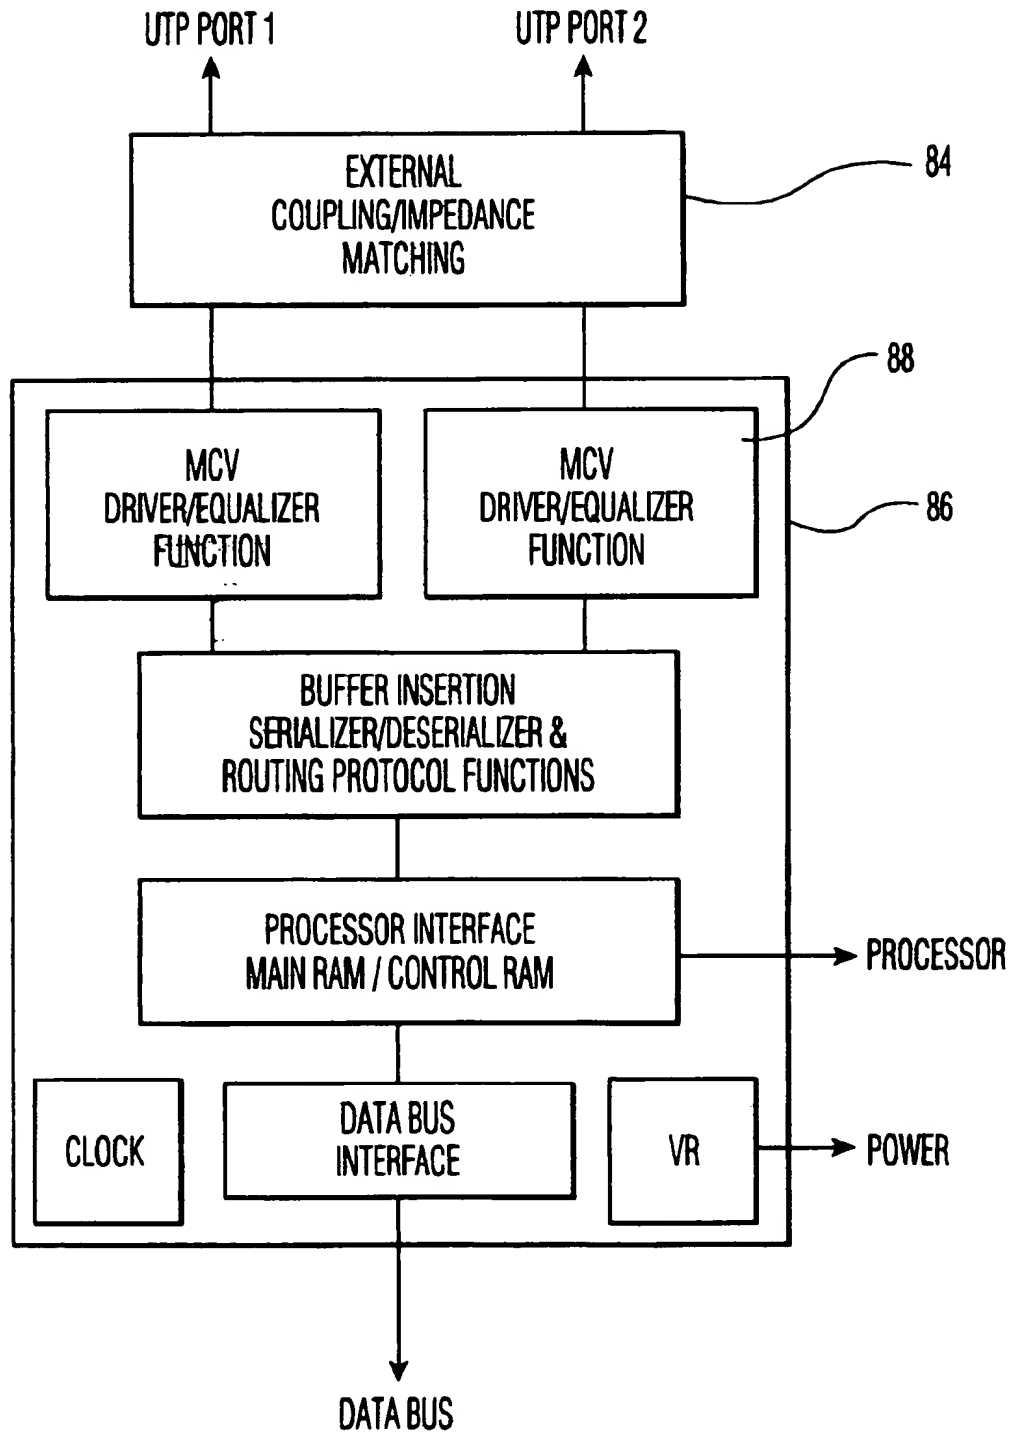 UTP PORT 1
UTP PORT 2
EXTERNAL
COUPLING/IMPEDANCE
MATCHING
84
88
MCV
DRIVER/EQUALIZER
FUNCTION
MCV
DRIVER/EQUALIZER
FUNCTION
86
BUFFER INSERTION
SERIALIZER/DESERIALIZER &
ROUTING PROTOCOL FUNCTIONS
PROCESSOR INTERFACE
MAIN RAM / CONTROL RAM
PROCESSOR
CLOCK
DATA BUS
INTERFACE
VR
POWER
DATA BUS